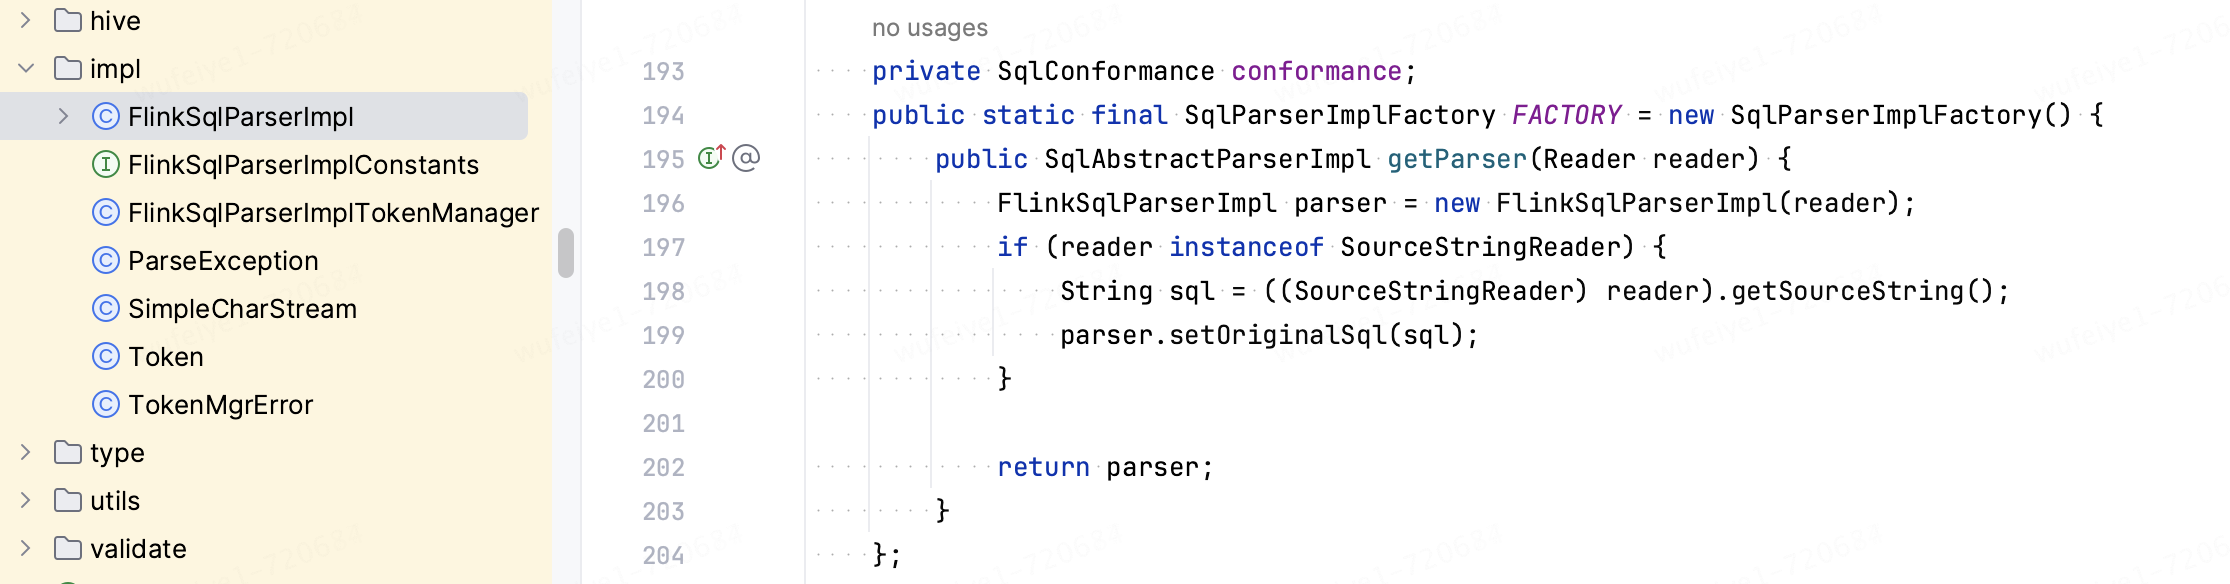 hive
impl
FlinkSqlParserImpl
FlinkSqlParserImplConstants
FlinkSqlParserImplTokenManager
ParseException
SimpleCharStream
Token
TokenMgrError
type
utils
validate
no usages
193 private SqlConformance conformance;
194 public static final SqlParserImplFactory FACTORY = new SqlParserImplFactory() {
195 public SqlAbstractParserImpl getParser(Reader reader) {
196 FlinkSqlParserImpl parser = new FlinkSqlParserImpl(reader);
197 if (reader instanceof SourceStringReader) {
198 String sql = ((SourceStringReader) reader).getSourceString();
199 parser.setOriginalSql(sql);
200 }
201
202 return parser;
203 }
204 };